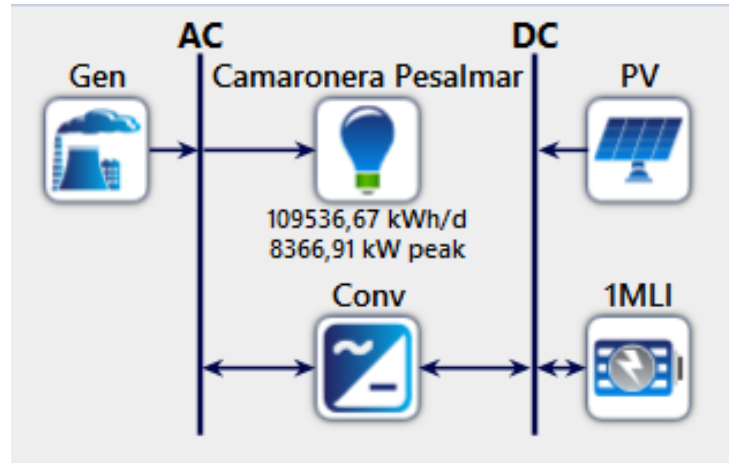 AC
DC
Gen
Camaronera Pesalmar
PV
109536,67 kWh/d
8366,91 kW peak
Conv
1MLI